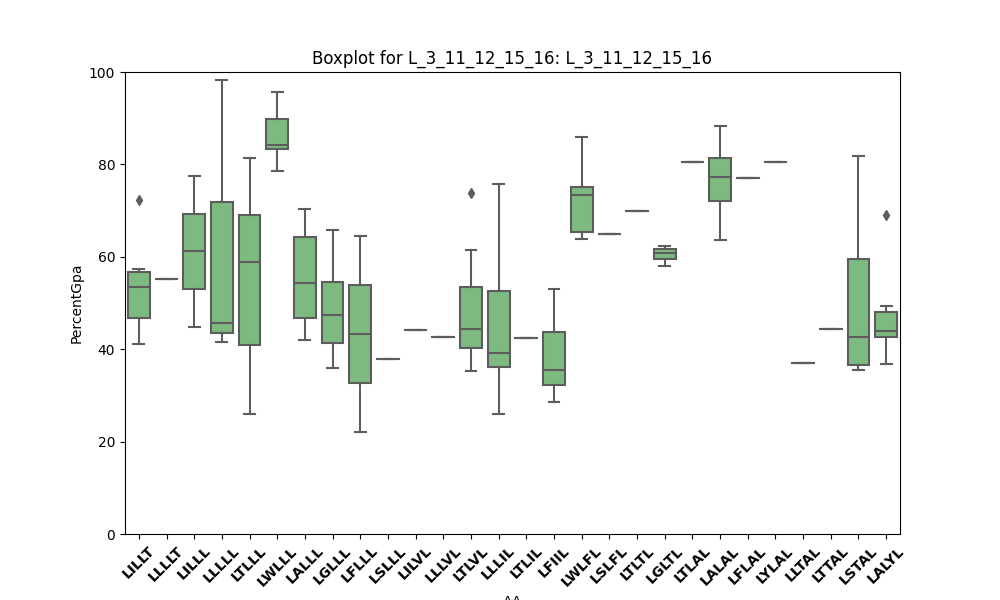 Boxplot for L_3_11_12_15_16: L_3_11_12_15_16
100
80
60
40
20
0
PercentGpa
LILLT LLLLT LILLL LLLLL LTLLL LWLLL LALLL LGLLL LFLLL LSLLL LILVL LLLVL LTLVL LLLIL LTLIL LFIIL LWLFL LSLFL LTLTL LGLTL LTLAL LALAL LFLAL LYLAL LLTAL LTTAL LSTAL LALYL